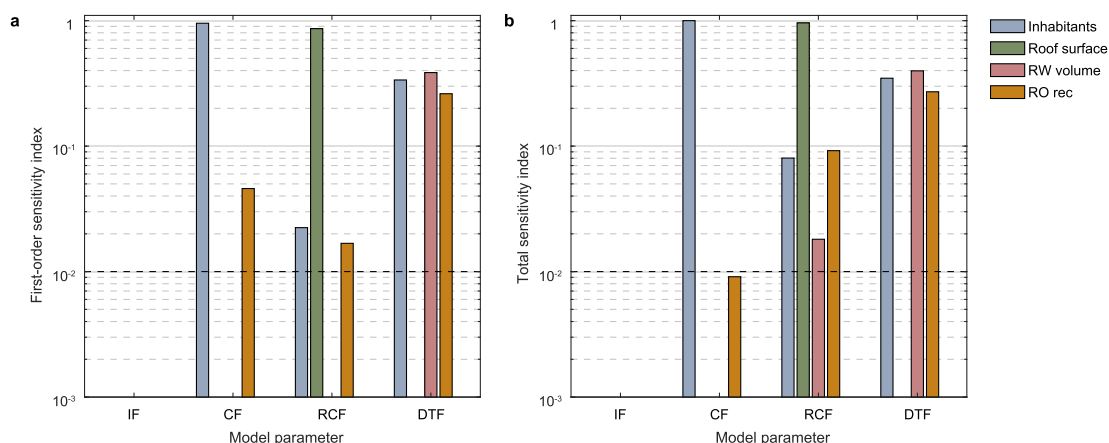 a
b
1
10-1
10-2
10-3
First-order sensitivity index
IF CF RCF DTF
Model parameter
1
10-1
10-2
10-3
Total sensitivity index
IF CF RCF DTF
Model parameter
Inhabitants
Roof surface
RW volume
RO rec